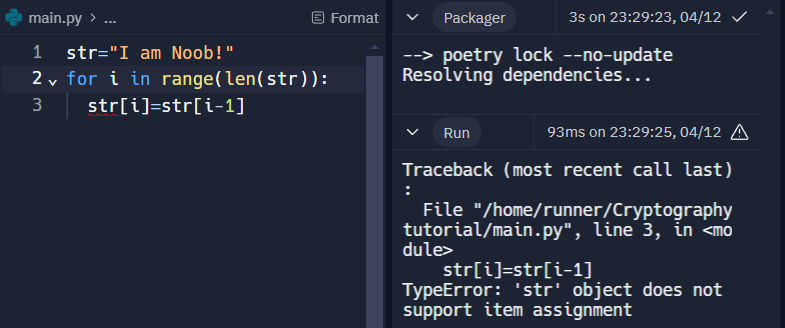 main.py > ...
Format
1 str="I am Noob!"
2 for i in range(len(str)):
3 str[i]=str[i-1]
Packager
3s on 23:29:23, 04/12
--> poetry lock --no-update
Resolving dependencies...
Run
93ms on 23:29:25, 04/12
Traceback (most recent call last)
:
File "/home/runner/Cryptography
tutorial/main.py", line 3, in <mo
dule>
str[i]=str[i-1]
TypeError: 'str' object does not
support item assignment